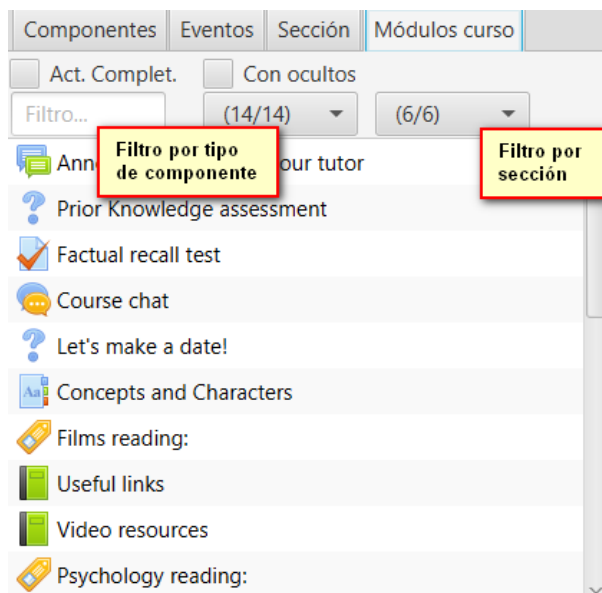 Componentes Eventos Sección Módulos curso
Act. Complet. Con ocultos
Filtro... (14/14) (6/6)
Filtro por tipo
de componente
Filtro por
sección
our tutor
Prior Knowledge assessment
Factual recall test
Course chat
Let's make a date!
Concepts and Characters
Films reading:
Useful links
Video resources
Psychology reading: